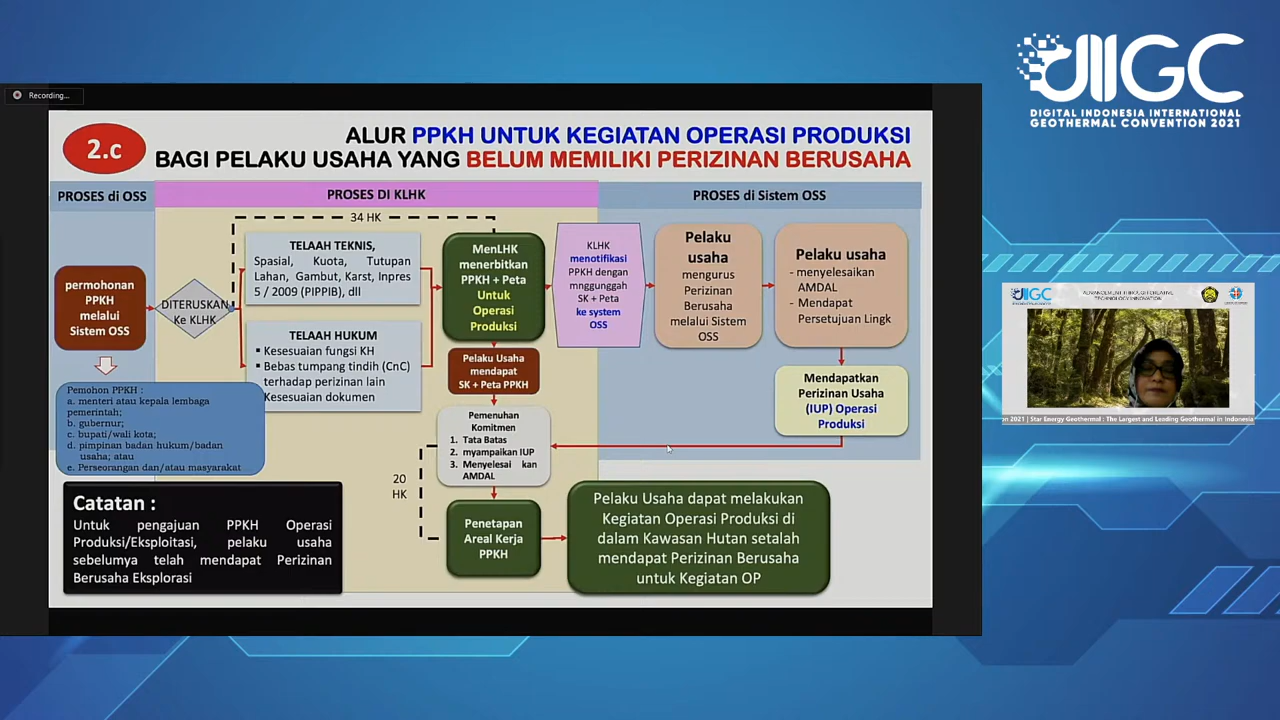 Recording...
2.c
ALUR PPKH UNTUK KEGIATAN OPERASI PRODUKSI
BAGI PELAKU USAHA YANG BELUM MEMILIKI PERIZINAN BERUSAHA
PROSES di OSS
PROSES DI KLHK
PROSES di Sistem OSS
34 HK
permohonan
PPKH
melalui
Sistem OSS
DITERUSKAN
Ke KLHK
TELAAH TEKNIS,
Spasial, Kuota, Tutupan
Lahan, Gambut, Karst, Inpres
5 / 2009 (PIPPIB), dll
TELAAH HUKUM
▪ Kesesuaian fungsi KH
▪ Bebas tumpang tindih (CnC)
terhadap perizinan lain
Kesesuaian dokumen
MenLHK
menerbitkan
PPKH + Peta
Untuk
Operasi
Produksi
KLHK
menotifikasi
PPKH dengan
mnggunggah
SK + Peta
ke system
OSS
Pelaku
usaha
mengurus
Perizinan
Berusaha
melalui Sistem
OSS
Pelaku usaha
- menyelesaikan
AMDAL
- Mendapat
Persetujuan Lingk
Pelaku Usaha
mendapat
SK + Peta PPKH
Mendapatkan
Perizinan Usaha
(IUP) Operasi
Produksi
Pemohon PPKH :
a. menteri atau kepala lembaga
pemerintah;
b. gubernur;
c. bupati/wali kota;
d. pimpinan badan hukum/badan
usaha; atau
e. Perseorangan dan/atau masyarakat
Pemenuhan
Komitmen
1. Tata Batas
2. myampaikan IUP
3. Menyelesai kan
AMDAL
20
HK
Penetapan
Areal Kerja
PPKH
Pelaku Usaha dapat melakukan
Kegiatan Operasi Produksi di
dalam Kawasan Hutan setalah
mendapat Perizinan Berusaha
untuk Kegiatan OP
Catatan :
Untuk pengajuan PPKH Operasi
Produksi/Eksploitasi, pelaku usaha
sebelumya telah mendapat Perizinan
Berusaha Eksplorasi
DIIGC
DIGITAL INDONESIA INTERNATIONAL
GEOTHERMAL CONVENTION 2021
DIIGC
TECHNOLOGY INNOVATION
on 2021 | Star Energy Geothermal : The Largest and Leading Geothermal in Indonesia